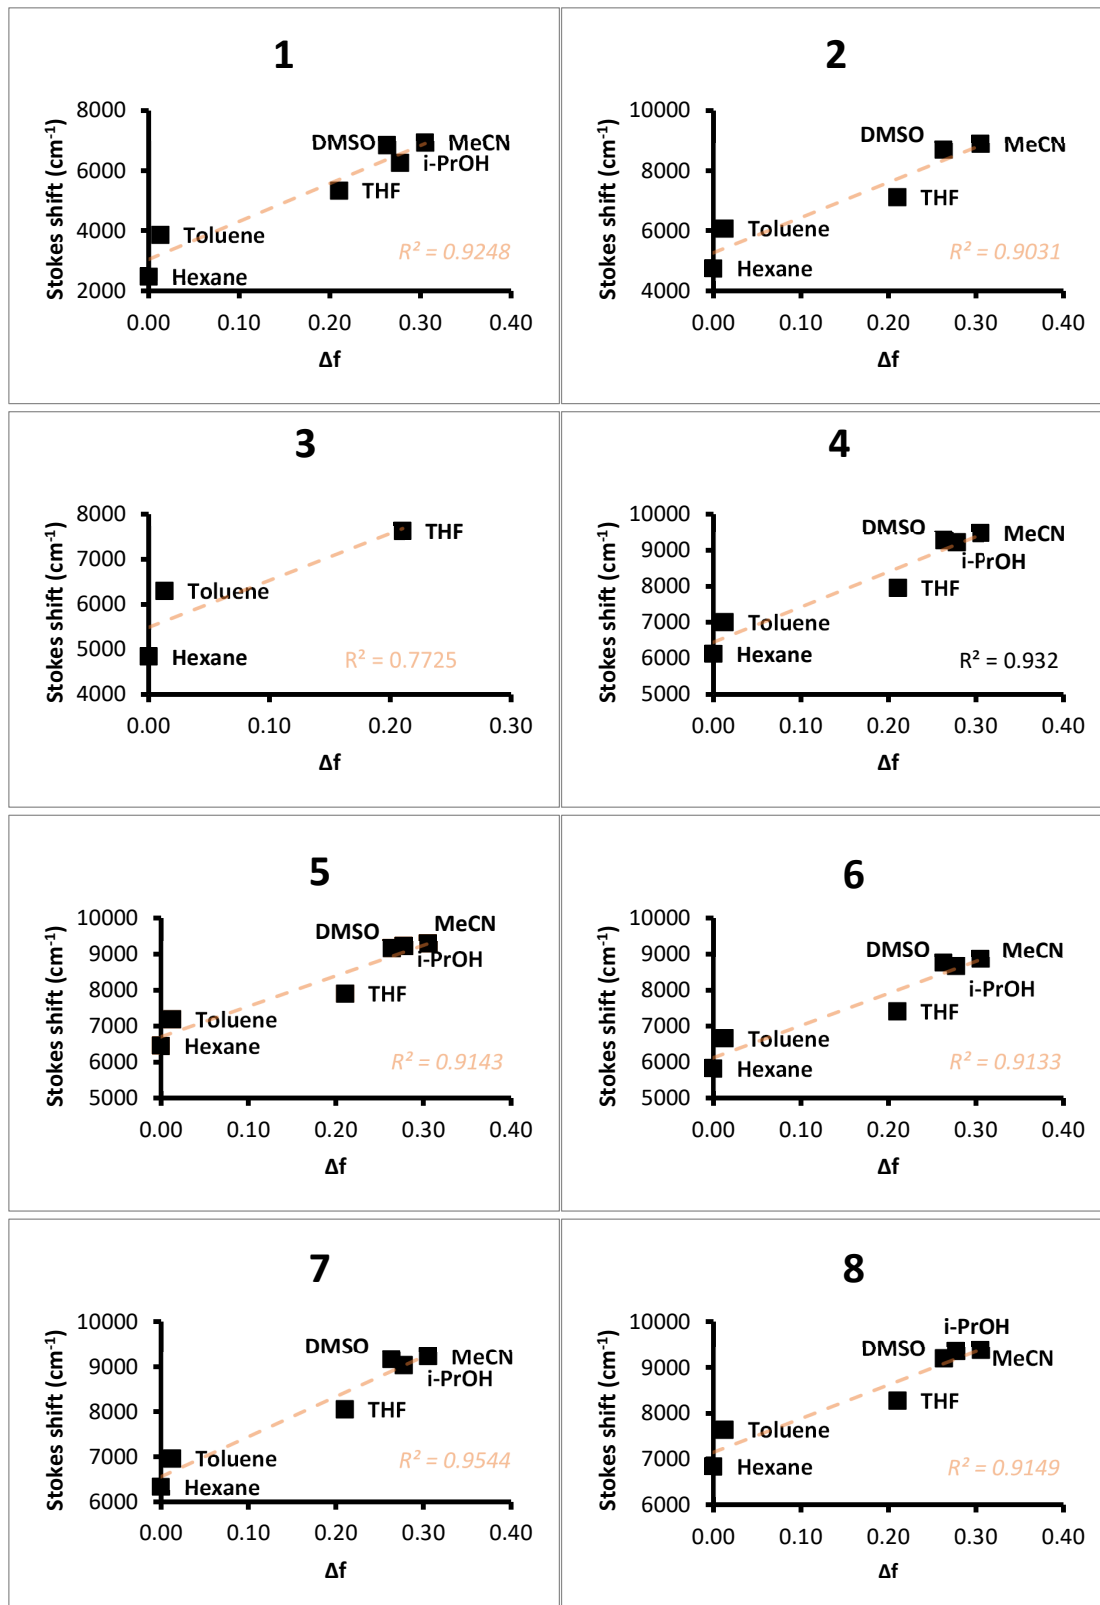 1
Stokes shift (cm⁻¹)
8000
6000
4000
2000
DMSO
MeCN
i-PrOH
THF
Toluene
Hexane
R² = 0.9248
0.00 0.10 0.20 0.30 0.40
Δf
2
Stokes shift (cm⁻¹)
10000
8000
6000
4000
DMSO
MeCN
THF
Toluene
Hexane
R² = 0.9031
0.00 0.10 0.20 0.30 0.40
Δf
3
Stokes shift (cm⁻¹)
8000
7000
6000
5000
4000
THF
Toluene
Hexane
R² = 0.7725
0.00 0.10 0.20 0.30
Δf
4
Stokes shift (cm⁻¹)
10000
9000
8000
7000
6000
5000
DMSO
MeCN
i-PrOH
THF
Toluene
Hexane
R² = 0.932
0.00 0.10 0.20 0.30 0.40
Δf
5
Stokes shift (cm⁻¹)
10000
9000
8000
7000
6000
5000
MeCN
DMSO
i-PrOH
THF
Toluene
Hexane
R² = 0.9143
0.00 0.10 0.20 0.30 0.40
Δf
6
Stokes shift (cm⁻¹)
10000
9000
8000
7000
6000
5000
DMSO
MeCN
i-PrOH
THF
Toluene
Hexane
R² = 0.9133
0.00 0.10 0.20 0.30 0.40
Δf
7
Stokes shift (cm⁻¹)
10000
9000
8000
7000
6000
DMSO
MeCN
i-PrOH
THF
Toluene
Hexane
R² = 0.9544
0.00 0.10 0.20 0.30 0.40
Δf
8
Stokes shift (cm⁻¹)
10000
9000
8000
7000
6000
i-PrOH
DMSO
MeCN
THF
Toluene
Hexane
R² = 0.9149
0.00 0.10 0.20 0.30 0.40
Δf